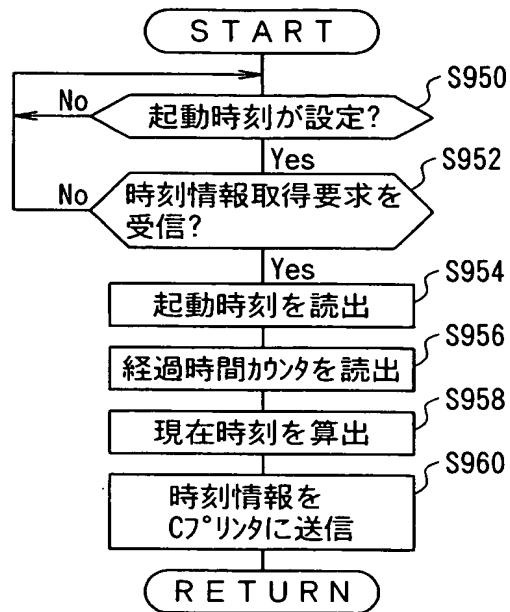 START
S950
No
起動時刻が設定?
Yes
S952
No
時刻情報取得要求を
受信?
Yes
S954
起動時刻を読出
S956
経過時間ｶｳﾝﾀを読出
S958
現在時刻を算出
S960
時刻情報を
Cﾌﾟﾘﾝﾀに送信
RETURN